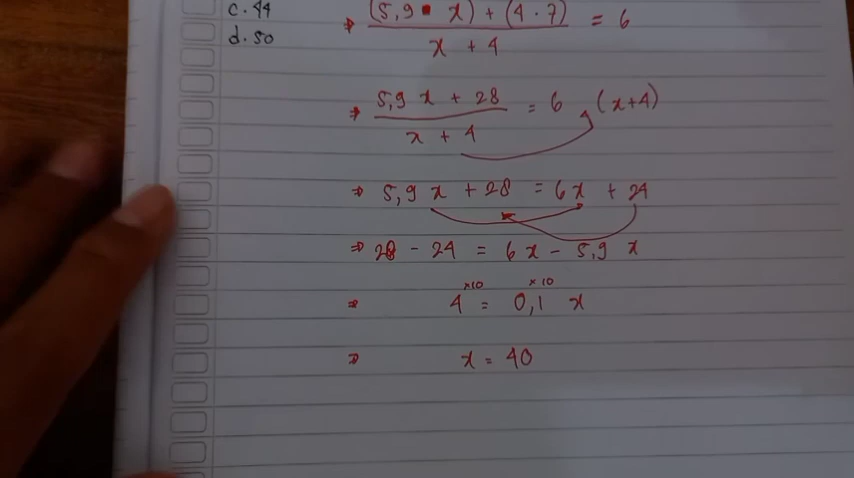 c. 44
d. 50
⇒ (5,9 • x) + (4 . 7) / x + 4 = 6
⇒ 5,9 x + 28 / x + 4 = 6 (x+4)
⇒ 5,9 x + 28 = 6x + 24
⇒ 28 - 24 = 6x - 5,9 x
×10 ×10
⇒ 4 = 0,1 x
⇒ x = 40